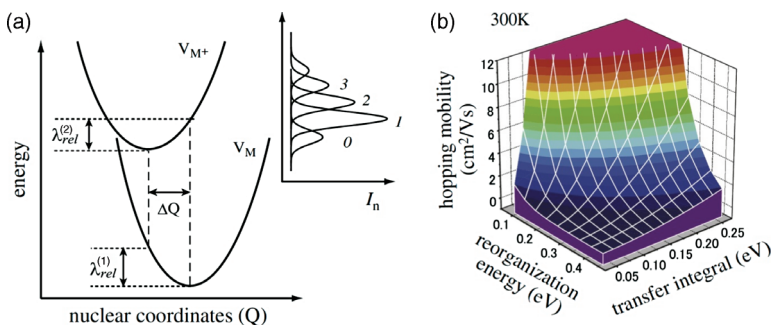 (a)
V_M+
λ_rel^(2)
energy
V_M
ΔQ
λ_rel^(1)
nuclear coordinates (Q)
3
2
1
0
I_n
(b)
300K
hopping mobility
(cm²/Vs)
12
10
8
6
4
2
0
0.1
0.2
0.3
0.4
reorganization
energy (eV)
0.05
0.10
0.15
0.20
0.25
transfer integral (eV)